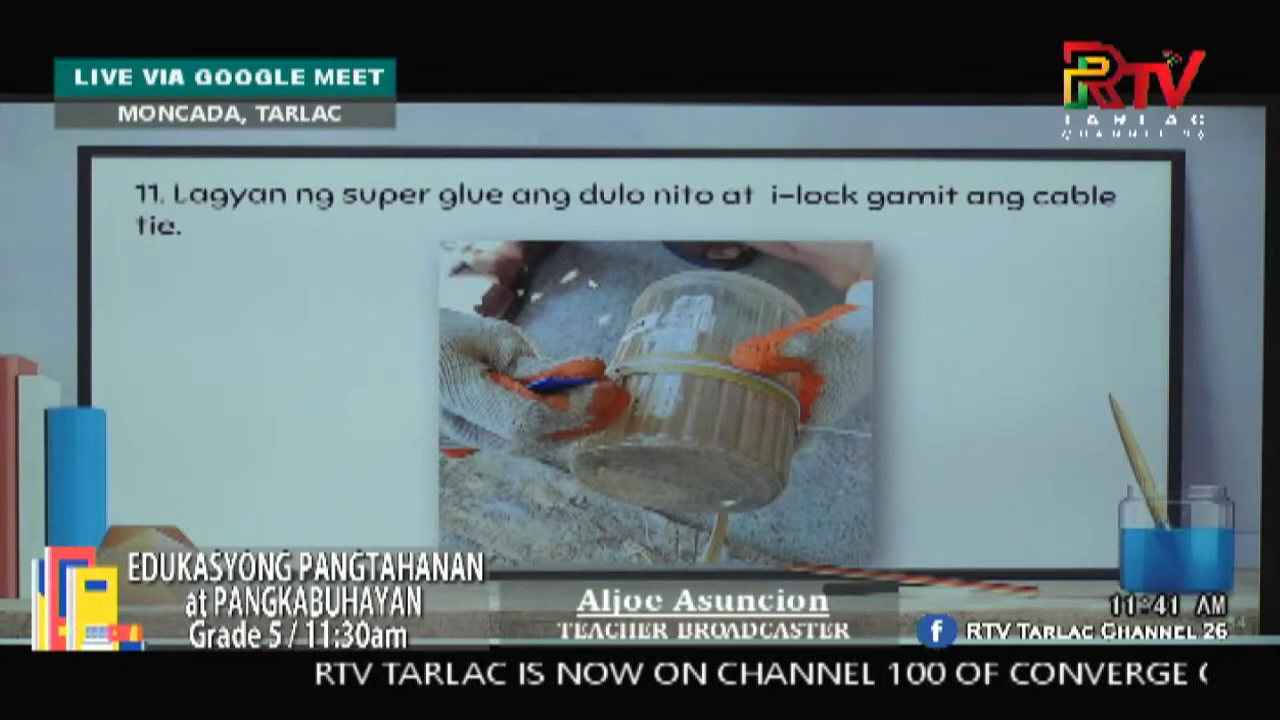 LIVE VIA GOOGLE MEET
MONCADA, TARLAC
RTV
TARLAC
CHANNEL 26
11. Lagyan ng super glue ang dulo nito at i-lock gamit ang cable
tie.
EDUKASYONG PANGTAHANAN
at PANGKABUHAYAN
Grade 5 / 11:30am
Aljoe Asuncion
TEACHER BROADCASTER
11:41 AM
RTV TARLAC CHANNEL 26
RTV TARLAC IS NOW ON CHANNEL 100 OF CONVERGE